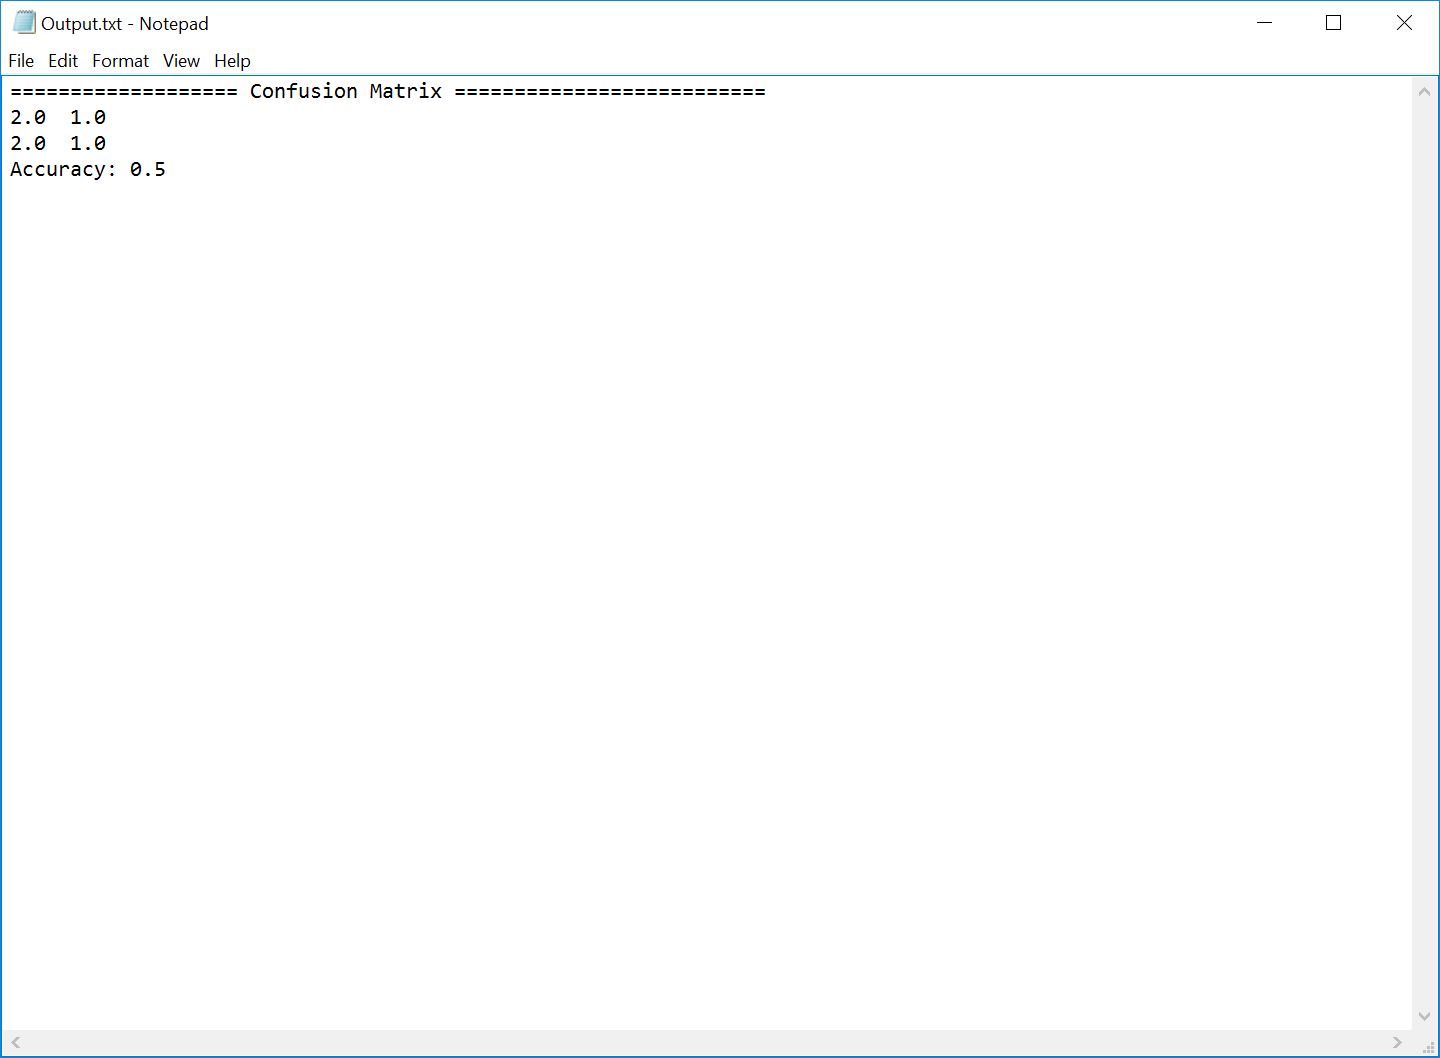 Output.txt - Notepad
File Edit Format View Help
=================== Confusion Matrix ==========================
2.0  1.0
2.0  1.0
Accuracy: 0.5